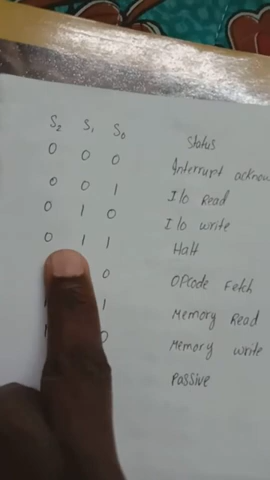 S2 S1 S0 Status
0 0 0 Interrupt
0 0 1 I/o Read
0 1 0 I/o write
0 1 1 Halt
0 opcode Fetch
1 Memory Read
0 Memory write
Passive